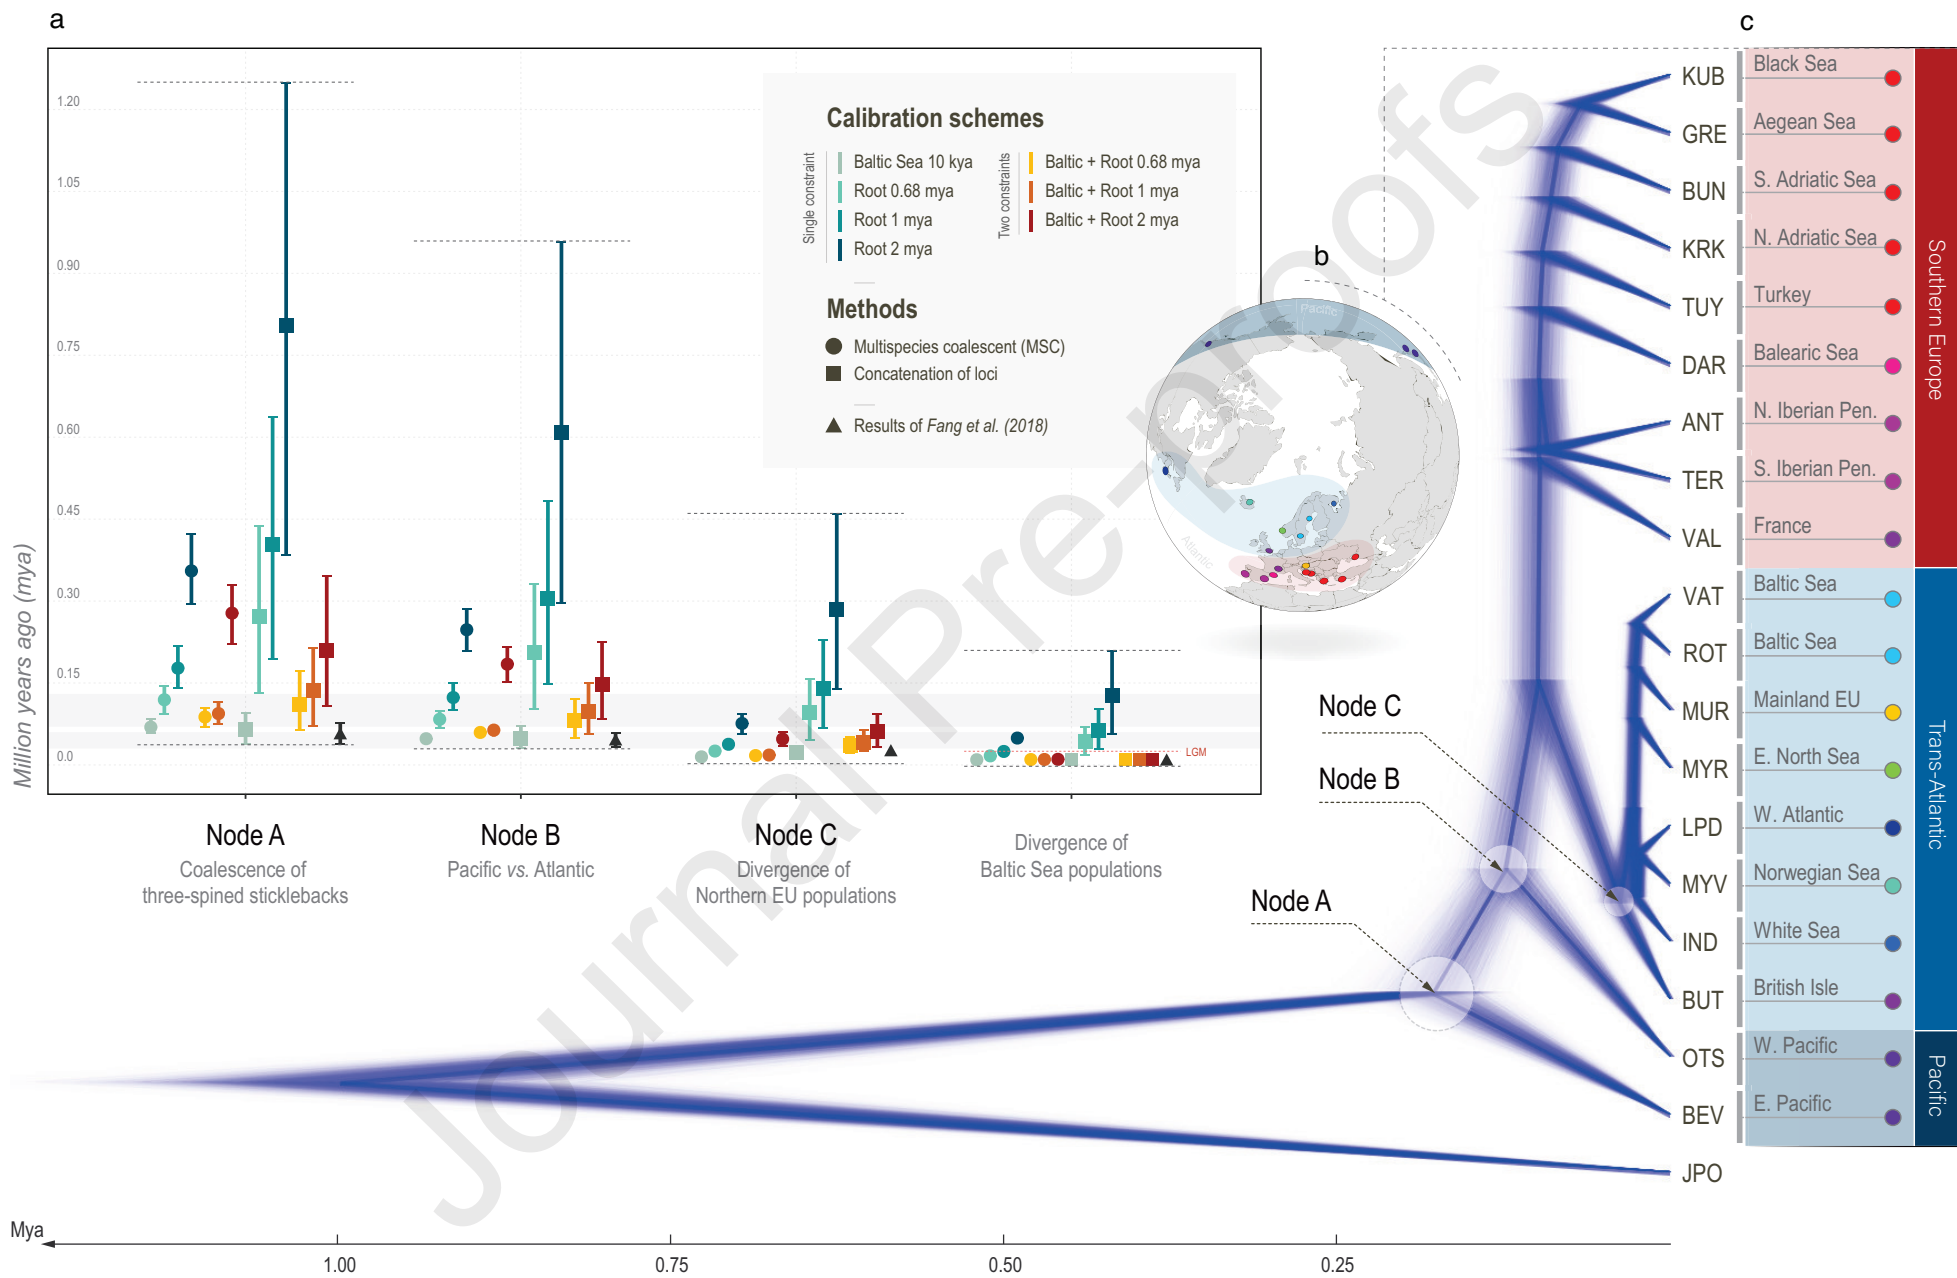 a
1.20
1.05
0.90
0.75
0.60
0.45
0.30
0.15
0.0
Million years ago (mya)
Calibration schemes
Single constraint
Baltic Sea 10 kya
Root 0.68 mya
Root 1 mya
Root 2 mya
Two constraints
Baltic + Root 0.68 mya
Baltic + Root 1 mya
Baltic + Root 2 mya
Methods
Multispecies coalescent (MSC)
Concatenation of loci
Results of Fang et al. (2018)
LGM
Node A
Coalescence of
three-spined sticklebacks
Node B
Pacific vs. Atlantic
Node C
Divergence of
Northern EU populations
Divergence of
Baltic Sea populations
b
Pacific
Atlantic
Node C
Node B
Node A
c
KUB Black Sea
GRE Aegean Sea
BUN S. Adriatic Sea
KRK N. Adriatic Sea
TUY Turkey
DAR Balearic Sea
ANT N. Iberian Pen.
TER S. Iberian Pen.
VAL France
VAT Baltic Sea
ROT Baltic Sea
MUR Mainland EU
MYR E. North Sea
LPD W. Atlantic
MYV Norwegian Sea
IND White Sea
BUT British Isle
OTS W. Pacific
BEV E. Pacific
JPO
Southern Europe
Trans-Atlantic
Pacific
Mya
1.00
0.75
0.50
0.25
Journal Pre-proofs